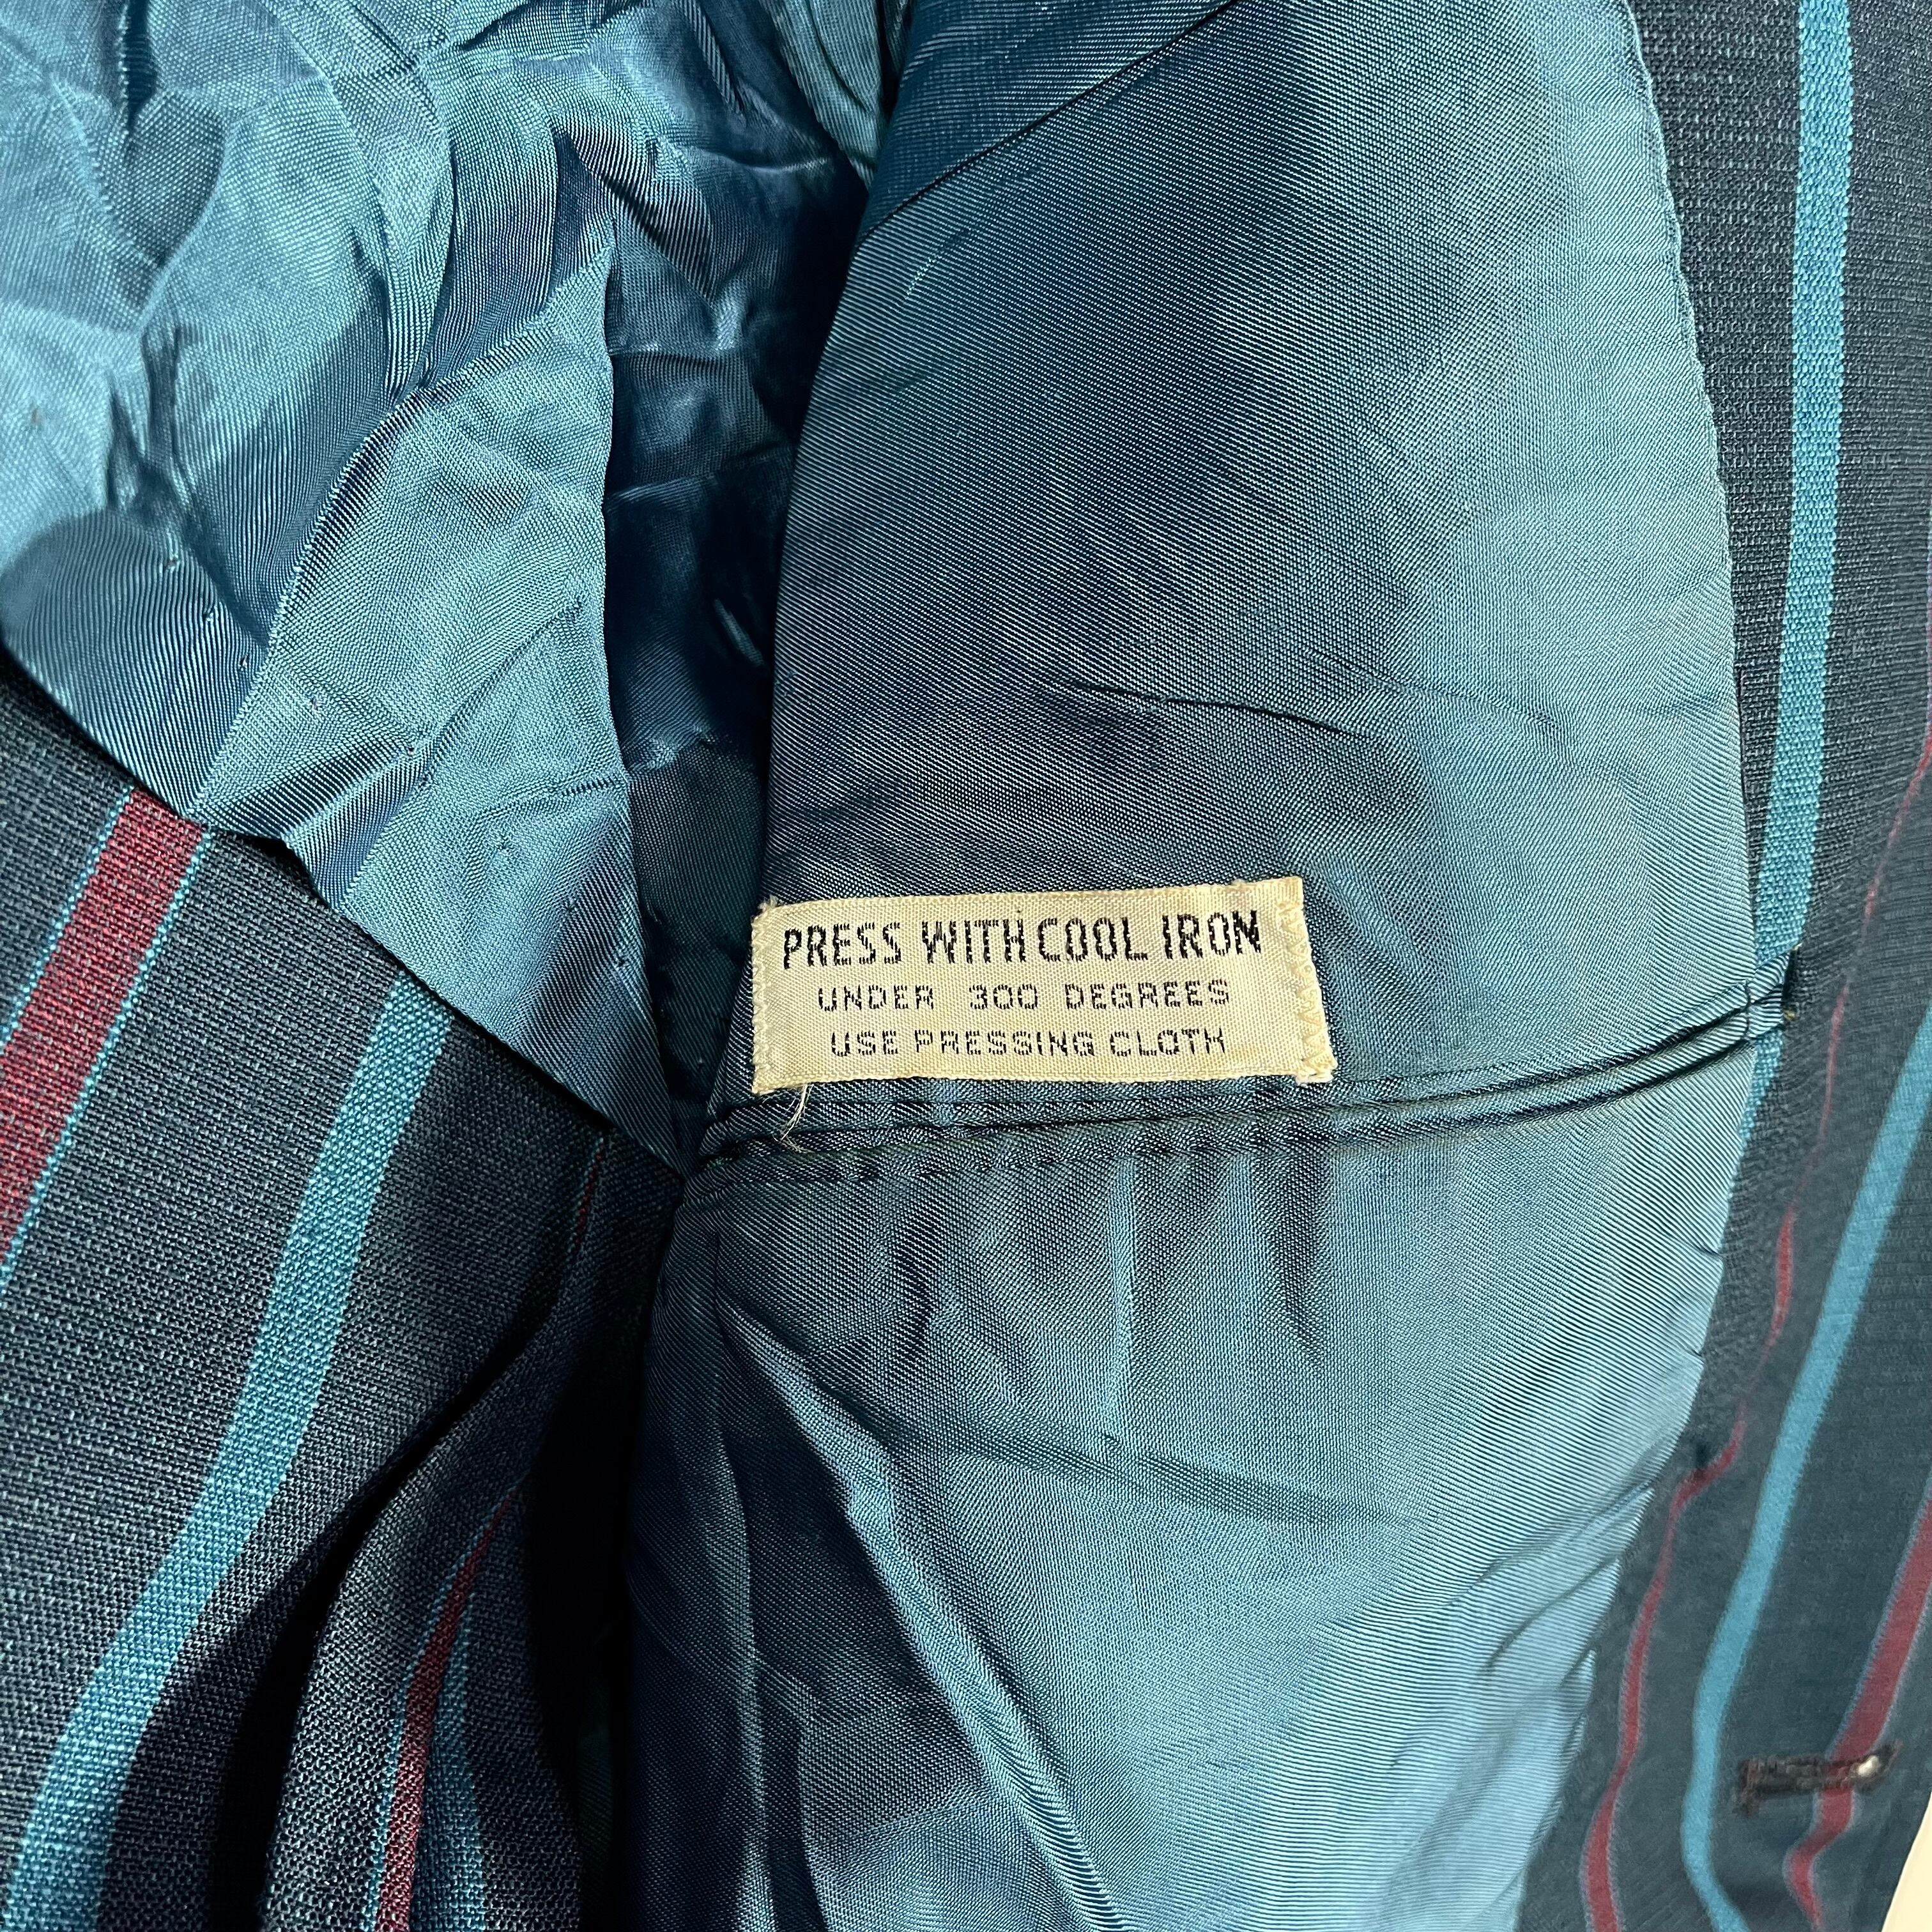 PRESS WITH COOL IRON
UNDER 300 DEGREES
USE PRESSING CLOTH